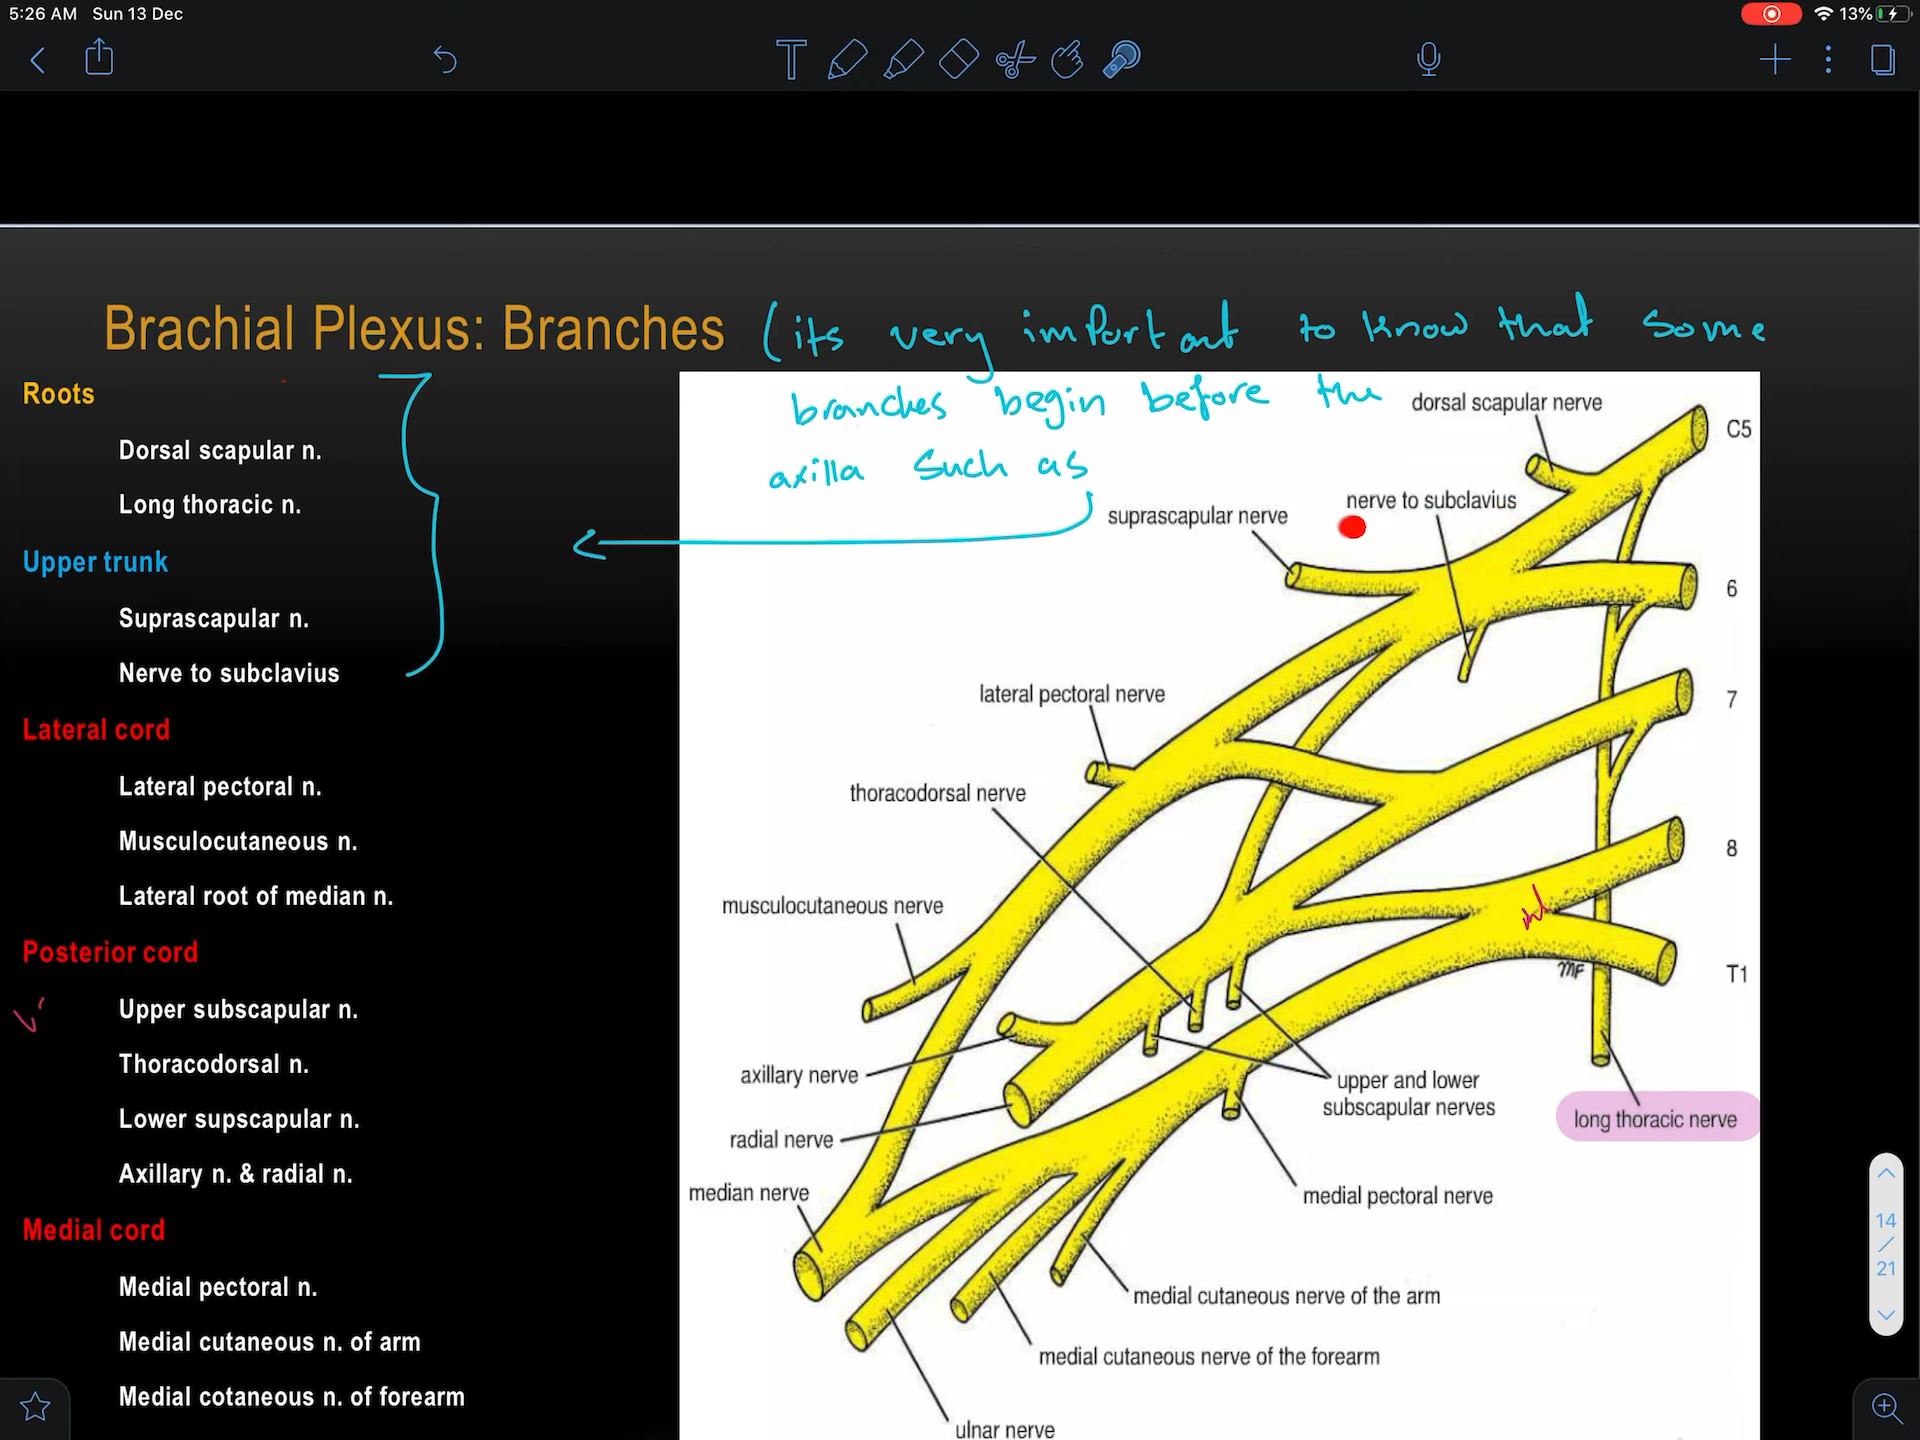 5:26 AM Sun 13 Dec
13%
Brachial Plexus: Branches (its very important to know that some
branches begin before the
axilla such as
Roots
Dorsal scapular n.
Long thoracic n.
Upper trunk
Suprascapular n.
Nerve to subclavius
Lateral cord
Lateral pectoral n.
Musculocutaneous n.
Lateral root of median n.
Posterior cord
Upper subscapular n.
Thoracodorsal n.
Lower supscapular n.
Axillary n. & radial n.
Medial cord
Medial pectoral n.
Medial cutaneous n. of arm
Medial cotaneous n. of forearm
dorsal scapular nerve
C5
nerve to subclavius
suprascapular nerve
6
lateral pectoral nerve
7
thoracodorsal nerve
8
musculocutaneous nerve
MF
T1
axillary nerve
upper and lower
subscapular nerves
long thoracic nerve
radial nerve
median nerve
medial pectoral nerve
medial cutaneous nerve of the arm
medial cutaneous nerve of the forearm
ulnar nerve
14
/
21